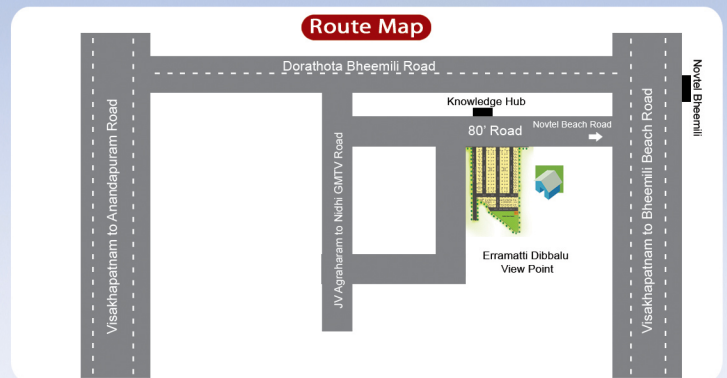 Route Map
Dorathota Bheemili Road
Novtel Bheemili
Knowledge Hub
80' Road
Novtel Beach Road
Visakhapatnam to Anandapuram Road
JV Agraharam to Nidhi GMTV Road
Visakhapatnam to Bheemili Beach Road
Erramatti Dibbalu
View Point